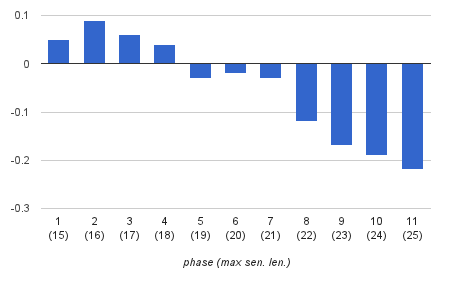 0.1
0
-0.1
-0.2
-0.3
1 2 3 4 5 6 7 8 9 10 11
(15) (16) (17) (18) (19) (20) (21) (22) (23) (24) (25)
phase (max sen. len.)